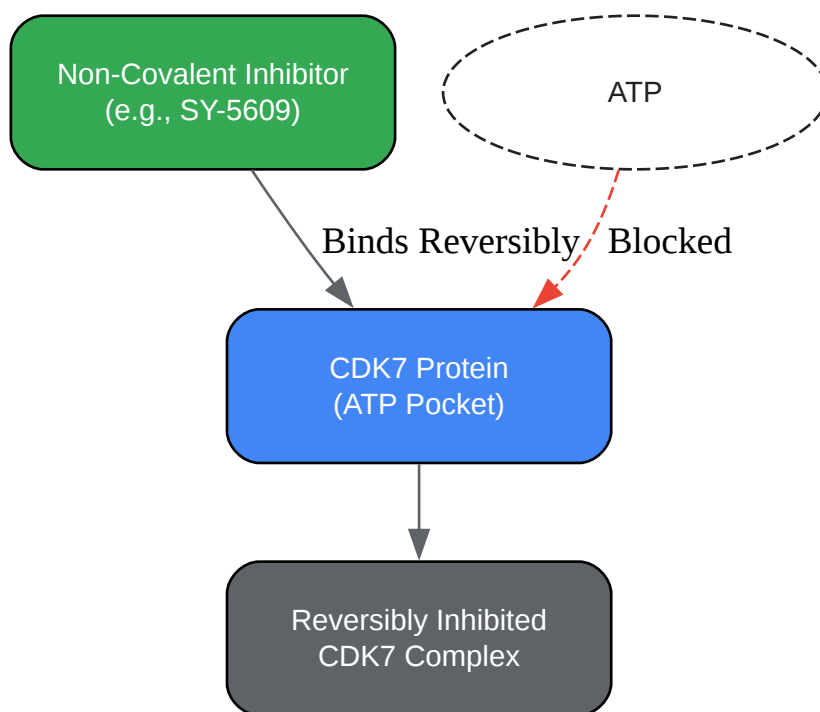 Non-Covalent Inhibitor
(e.g., SY-5609)
ATP
Binds Reversibly
Blocked
CDK7 Protein
(ATP Pocket)
Reversibly Inhibited
CDK7 Complex